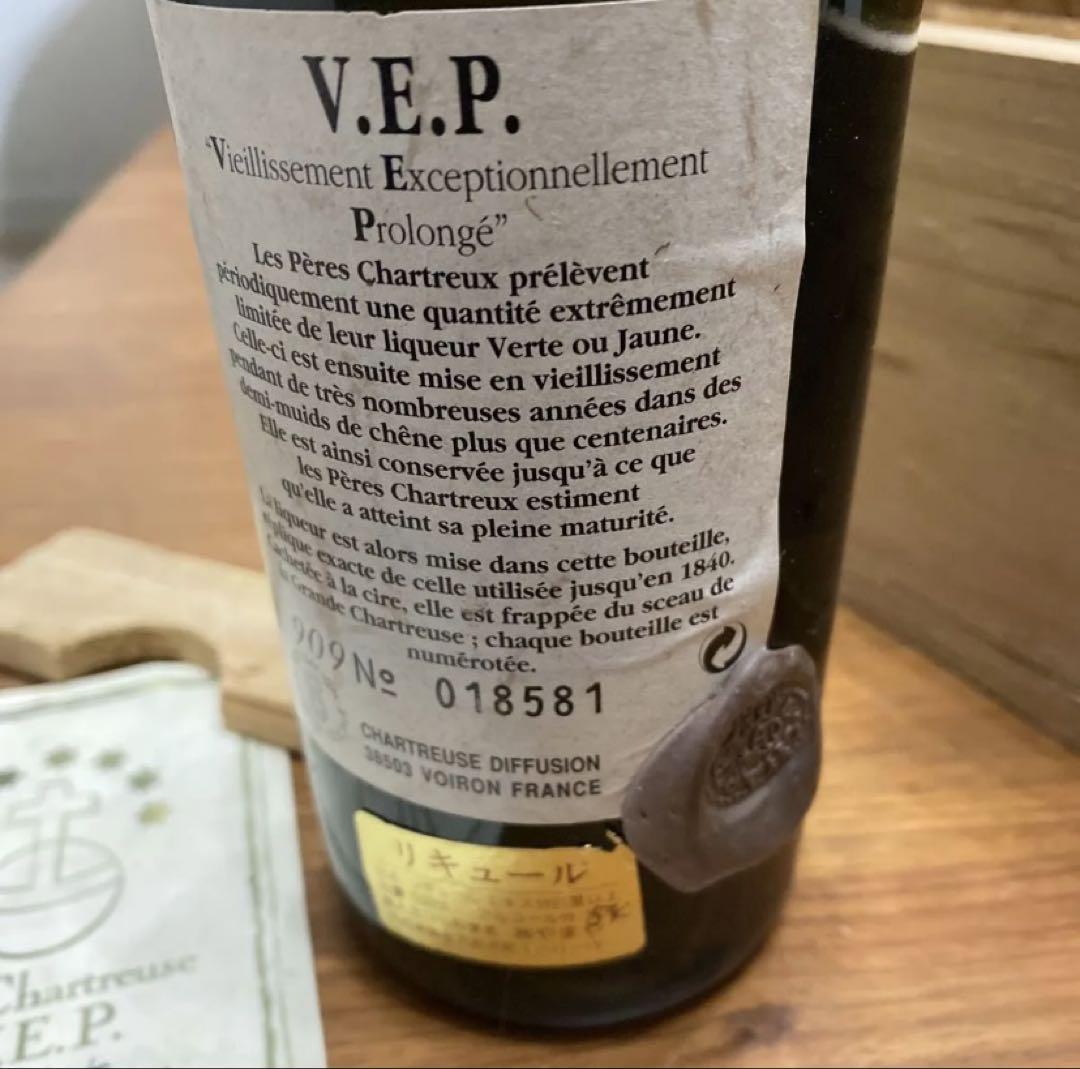 V.E.P.
“Vieillissement Exceptionnellement
Prolongé”
Les Pères Chartreux prélèvent
périodiquement une quantité extrêmement
limitée de leur liqueur Verte ou Jaune.
Celle-ci est ensuite mise en vieillissement
pendant de très nombreuses années dans des
demi-muids de chêne plus que centenaires.
Elle est ainsi conservée jusqu’à ce que
les Pères Chartreux estiment
qu’elle a atteint sa pleine maturité.
La liqueur est alors mise dans cette bouteille,
réplique exacte de celle utilisée jusqu’en 1840.
Cachetée à la cire, elle est frappée du sceau de
la Grande Chartreuse ; chaque bouteille est
numérotée.
909 No 018581
CHARTREUSE DIFFUSION
38503 VOIRON FRANCE
リキュール
Chartreuse
V.E.P.